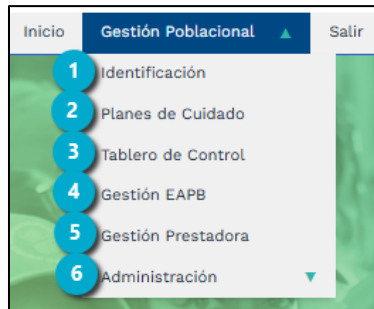 Inicio Gestión Poblacional ▲ Salir
1 Identificación
2 Planes de Cuidado
3 Tablero de Control
4 Gestión EAPB
5 Gestión Prestadora
6 Administración ▼